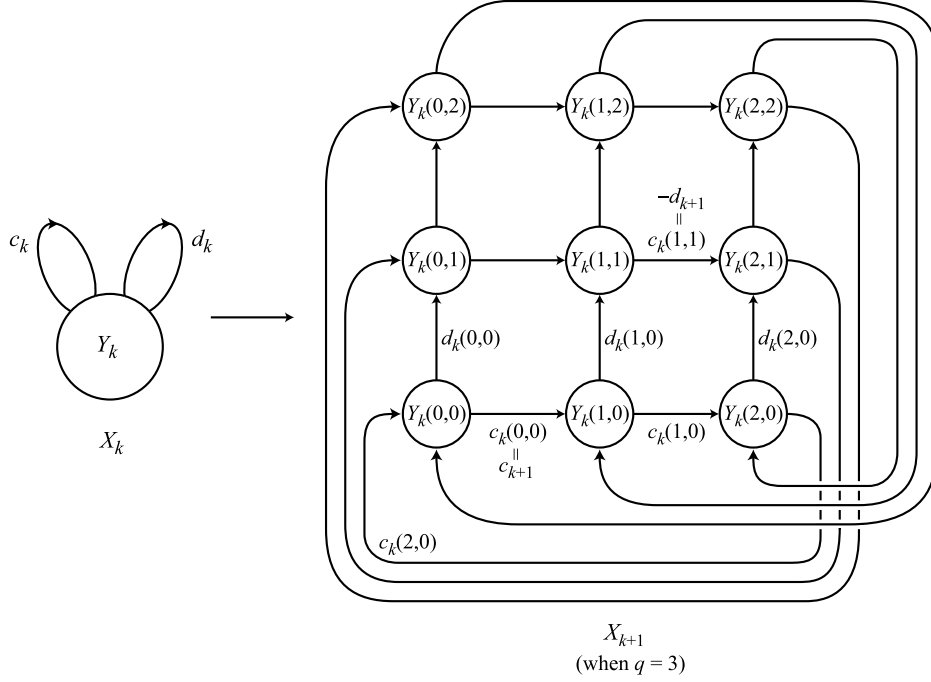 Y_k(0,2)
Y_k(1,2)
Y_k(2,2)
−d_{k+1}
=
c_k
d_k
Y_k(0,1)
Y_k(1,1)
c_k(1,1)
Y_k(2,1)
Y_k
d_k(0,0)
d_k(1,0)
d_k(2,0)
Y_k(0,0)
Y_k(1,0)
Y_k(2,0)
X_k
c_k(0,0)
c_k(1,0)
=
c_{k+1}
c_k(2,0)
X_{k+1}
(when q = 3)